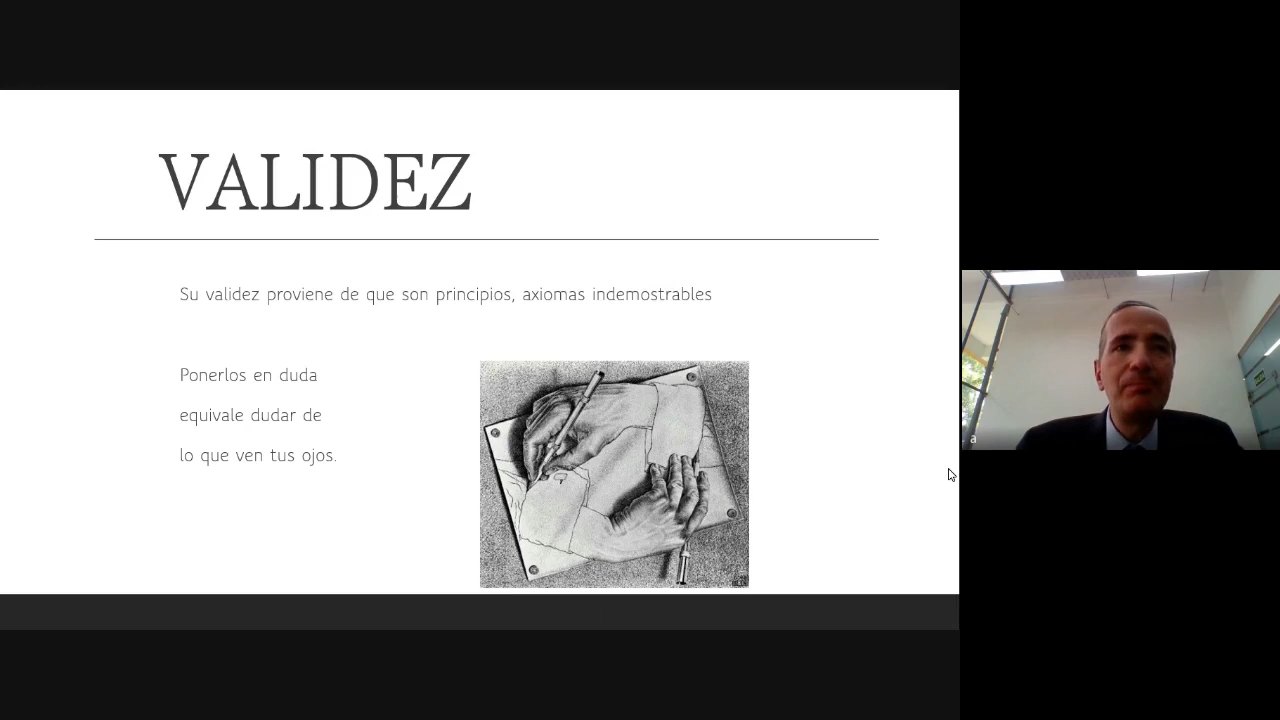 VALIDEZ
Su validez proviene de que son principios, axiomas indemostrables
Ponerlos en duda
equivale dudar de
lo que ven tus ojos.
a